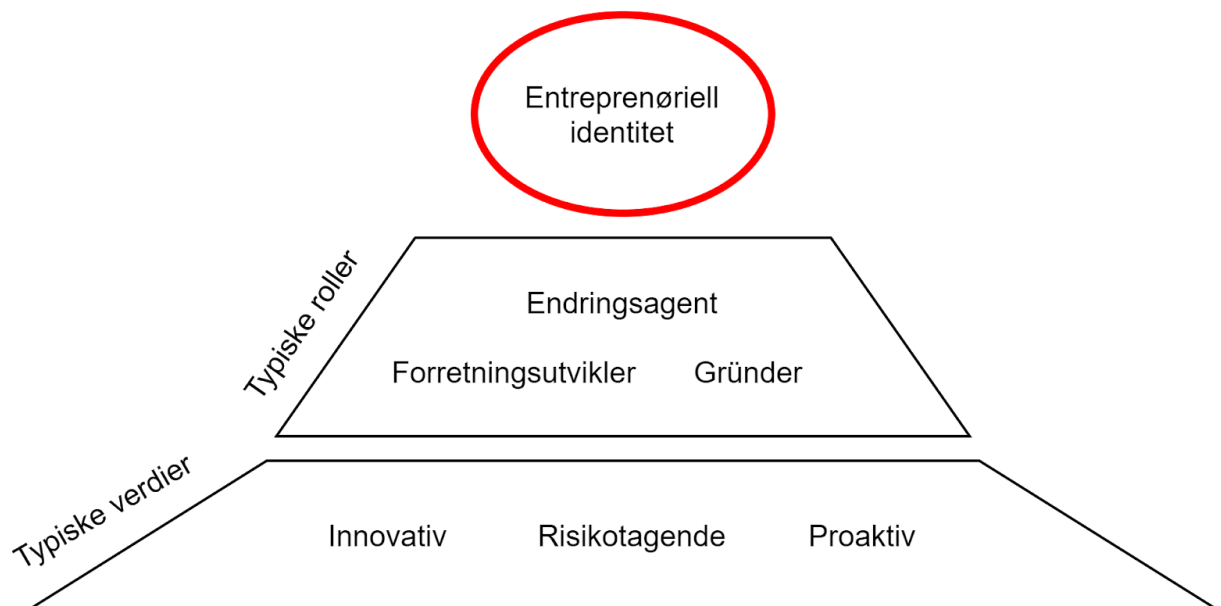 Entreprenøriell
identitet
Typiske roller
Endringsagent
Forretningsutvikler Gründer
Typiske verdier
Innovativ Risikotagende Proaktiv